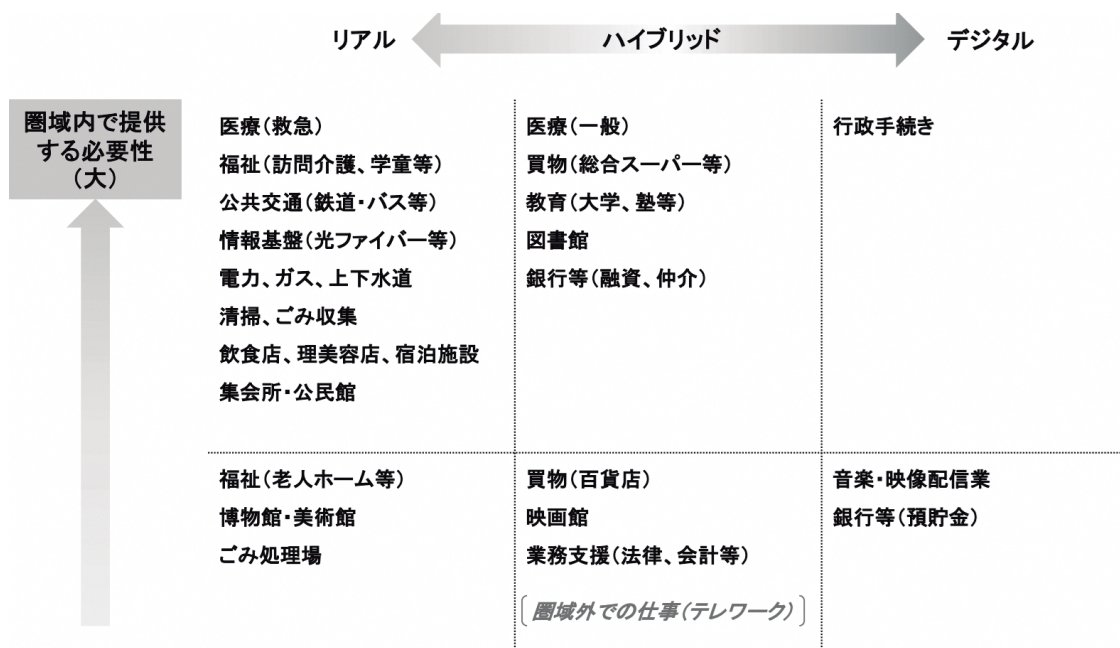 リアル ハイブリッド デジタル
圏域内で提供
する必要性
（大）
医療（救急）
福祉（訪問介護、学童等）
公共交通（鉄道・バス等）
情報基盤（光ファイバー等）
電力、ガス、上下水道
清掃、ごみ収集
飲食店、理美容店、宿泊施設
集会所・公民館
医療（一般）
買物（総合スーパー等）
教育（大学、塾等）
図書館
銀行等（融資、仲介）
行政手続き
福祉（老人ホーム等）
博物館・美術館
ごみ処理場
買物（百貨店）
映画館
業務支援（法律、会計等）
〔圏域外での仕事（テレワーク）〕
音楽・映像配信業
銀行等（預貯金）